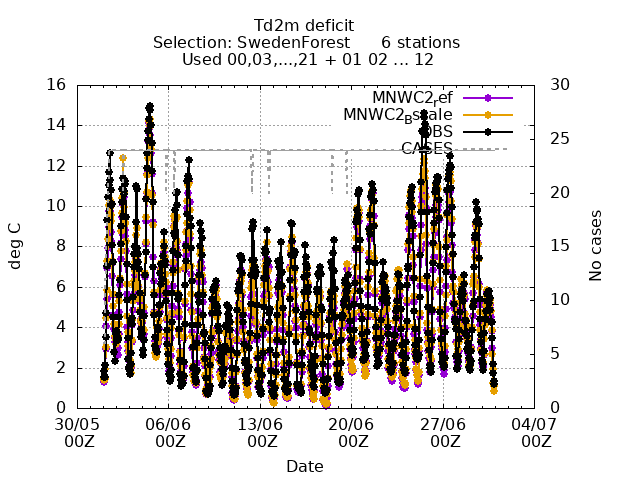 Td2m deficit
Selection: SwedenForest 6 stations
Used 00,03,...,21 + 01 02 ... 12
MNWC2ref
MNWC2Bscale
OBS
CASES
deg C
No cases
16
14
12
10
8
6
4
2
0
30
25
20
15
10
5
0
30/05 06/06 13/06 20/06 27/06 04/07
00Z 00Z 00Z 00Z 00Z 00Z
Date